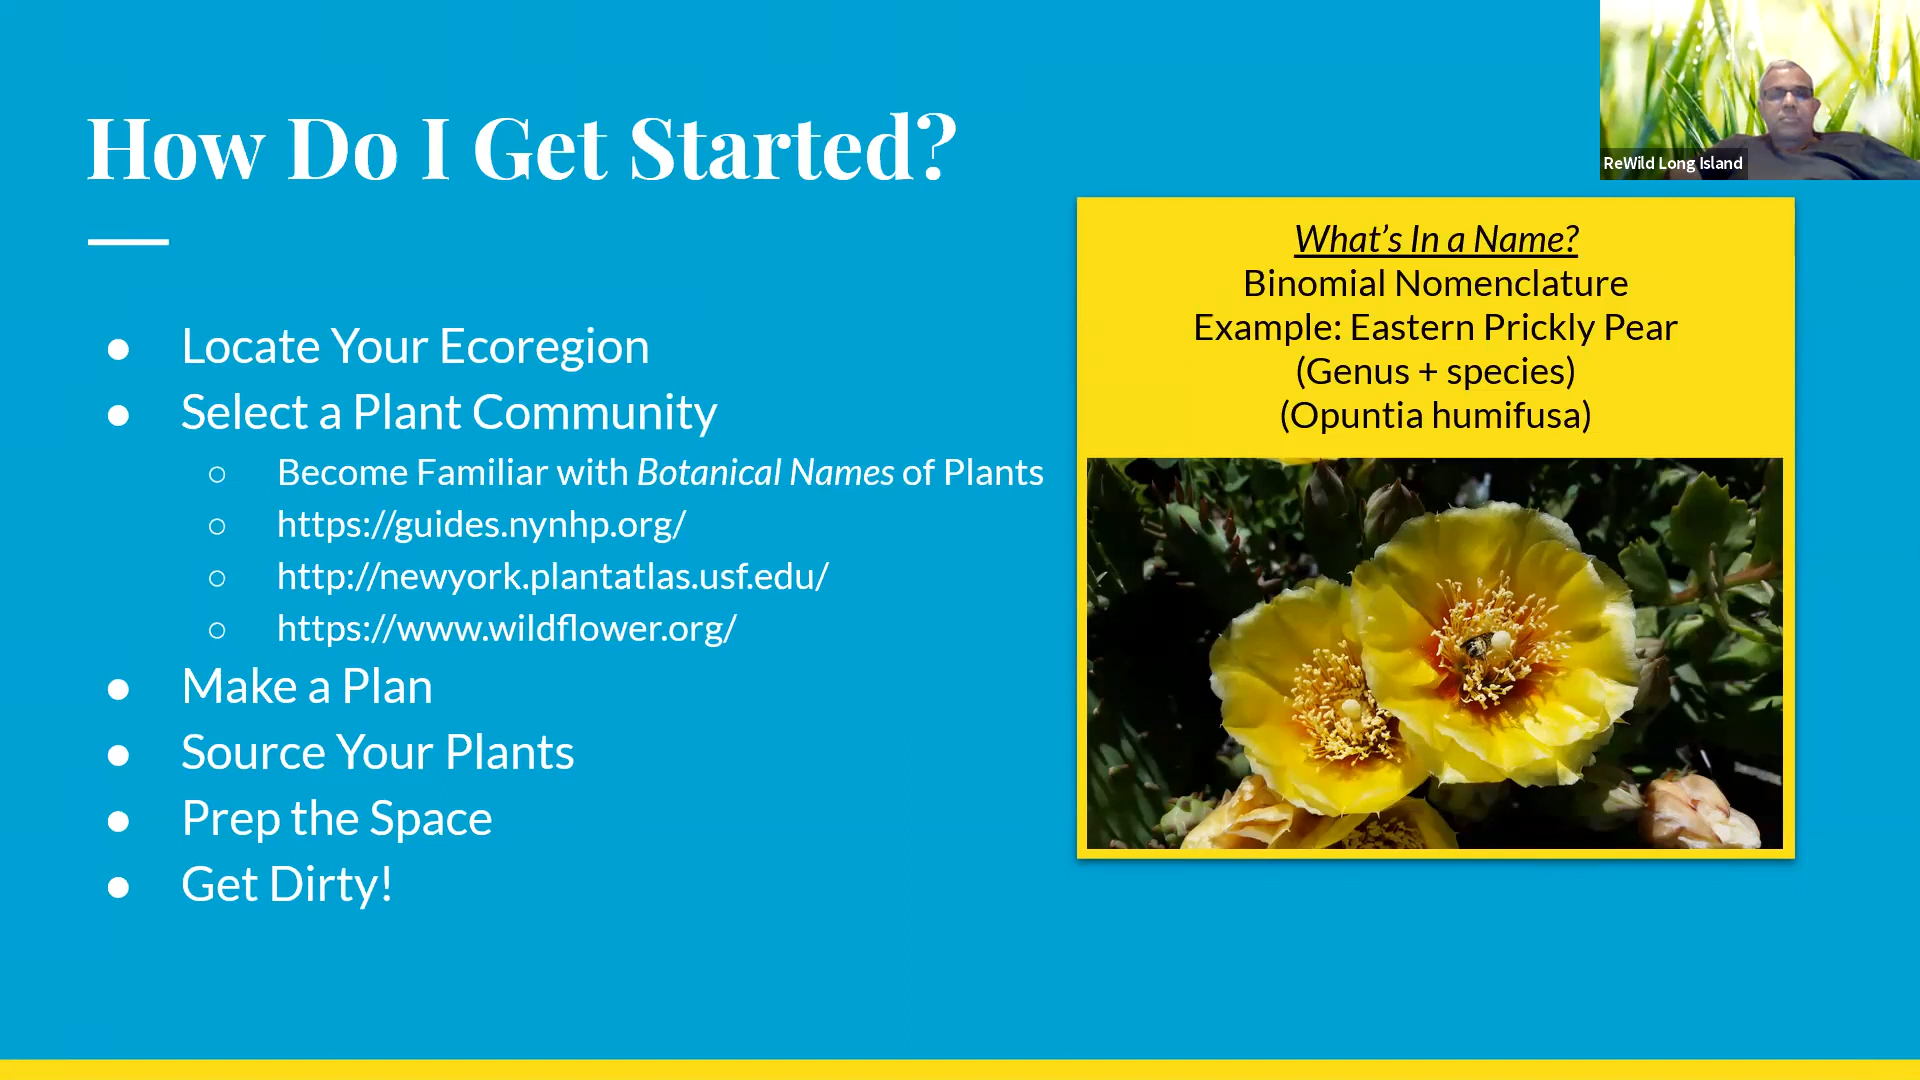 How Do I Get Started?
ReWild Long Island
● Locate Your Ecoregion
● Select a Plant Community
○ Become Familiar with Botanical Names of Plants
○ https://guides.nynhp.org/
○ http://newyork.plantatlas.usf.edu/
○ https://www.wildflower.org/
● Make a Plan
● Source Your Plants
● Prep the Space
● Get Dirty!
What’s In a Name?
Binomial Nomenclature
Example: Eastern Prickly Pear
(Genus + species)
(Opuntia humifusa)